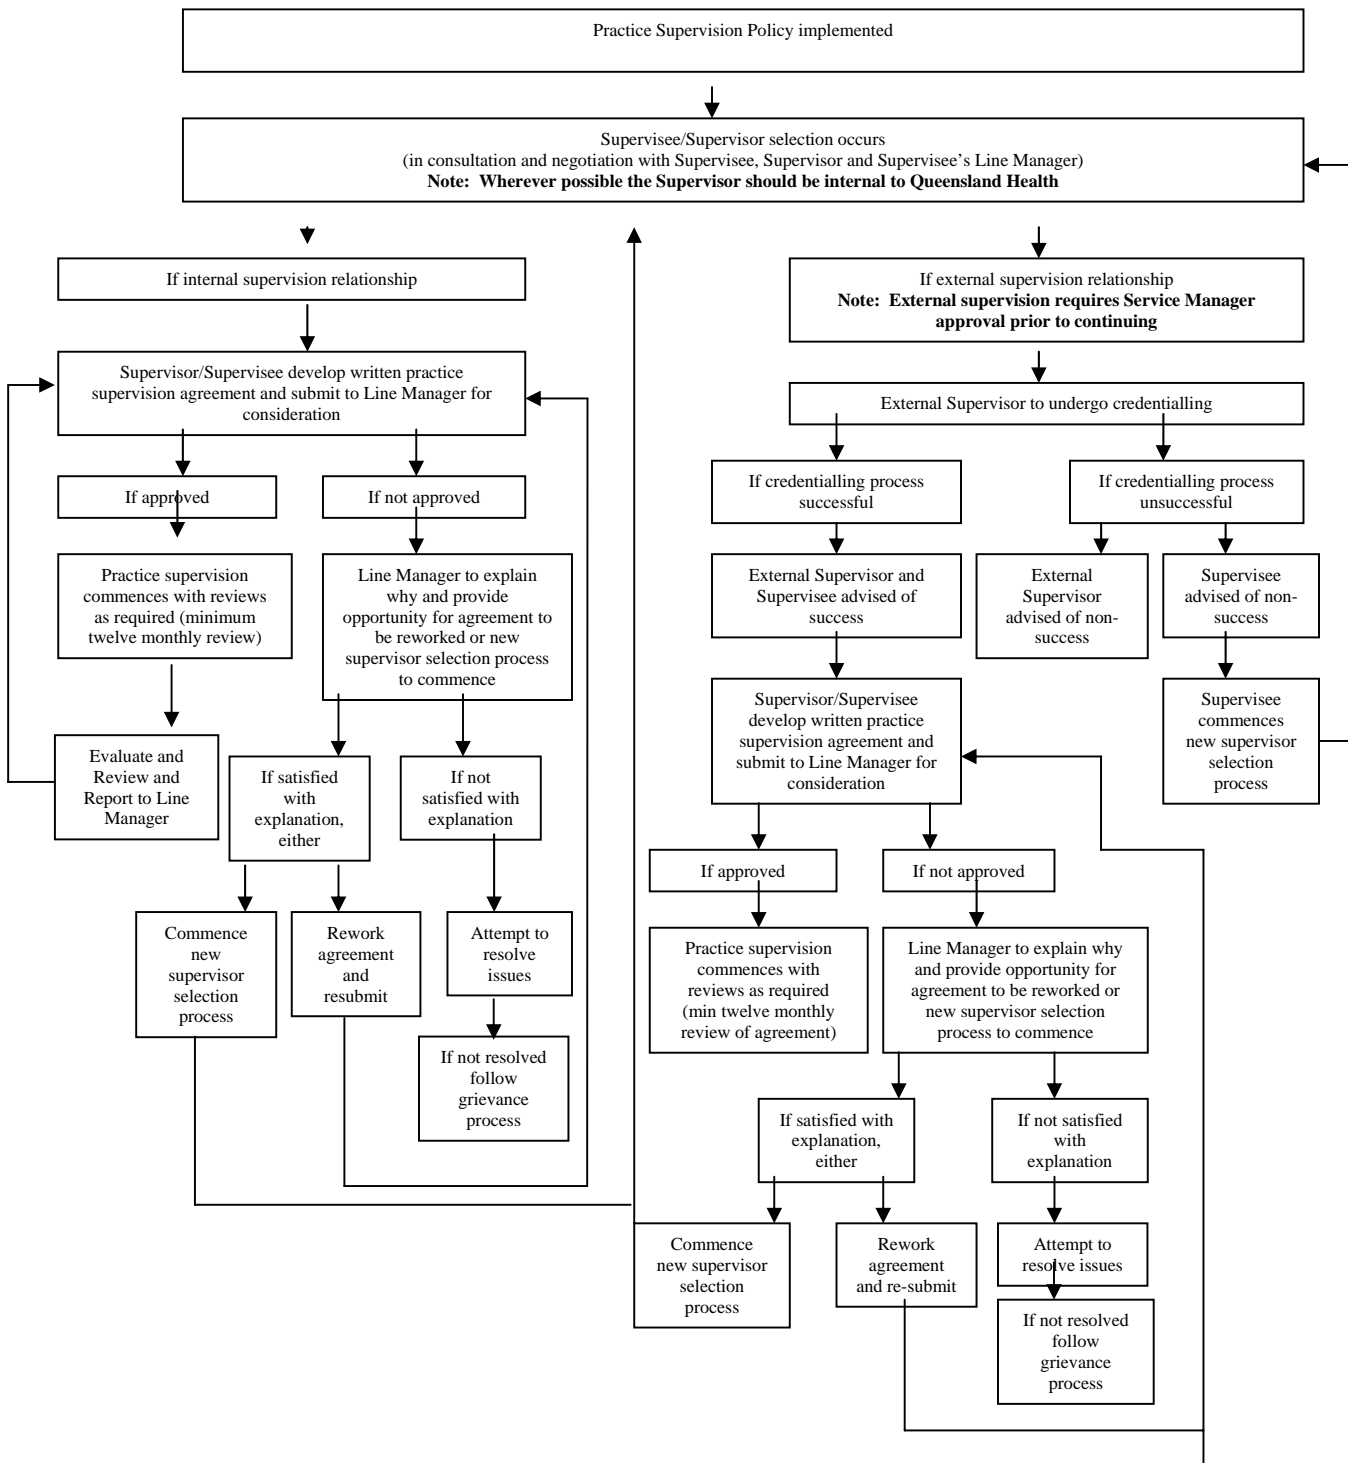 Practice Supervision Policy implemented
Supervisee/Supervisor selection occurs
(in consultation and negotiation with Supervisee, Supervisor and Supervisee's Line Manager)
Note: Wherever possible the Supervisor should be internal to Queensland Health
If internal supervision relationship
Supervisor/Supervisee develop written practice
supervision agreement and submit to Line Manager for
consideration
If approved
If not approved
Practice supervision
commences with reviews
as required (minimum
twelve monthly review)
Line Manager to explain
why and provide
opportunity for agreement to
be reworked or new
supervisor selection process
to commence
Evaluate and
Review and
Report to Line
Manager
If satisfied
with
explanation,
either
If not
satisfied with
explanation
Commence
new
supervisor
selection
process
Rework
agreement
and
resubmit
Attempt to
resolve
issues
If not resolved
follow
grievance
process
If external supervision relationship
Note: External supervision requires Service Manager
approval prior to continuing
External Supervisor to undergo credentialling
If credentialling process
successful
If credentialling process
unsuccessful
External Supervisor and
Supervisee advised of
success
External
Supervisor
advised of non-
success
Supervisee
advised of non-
success
Supervisor/Supervisee
develop written practice
supervision agreement and
submit to Line Manager for
consideration
Supervisee
commences
new supervisor
selection
process
If approved
If not approved
Practice supervision
commences with
reviews as required
(min twelve monthly
review of agreement)
Line Manager to explain why
and provide opportunity for
agreement to be reworked or
new supervisor selection
process to commence
If satisfied with
explanation,
either
If not satisfied
with
explanation
Commence
new supervisor
selection
process
Rework
agreement
and re-submit
Attempt to
resolve issues
If not resolved
follow
grievance
process